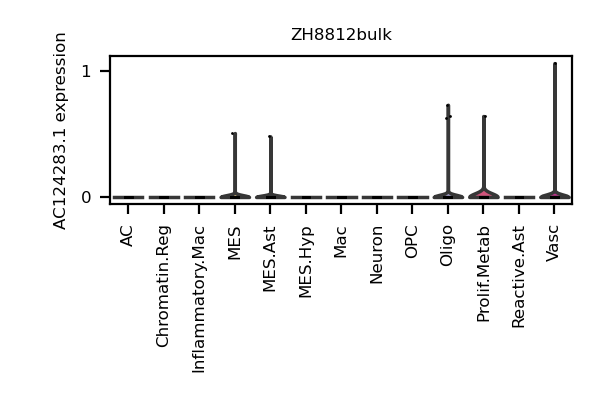 ZH8812bulk
AC124283.1 expression
1
0
AC
Chromatin.Reg
Inflammatory.Mac
MES
MES.Ast
MES.Hyp
Mac
Neuron
OPC
Oligo
Prolif.Metab
Reactive.Ast
Vasc